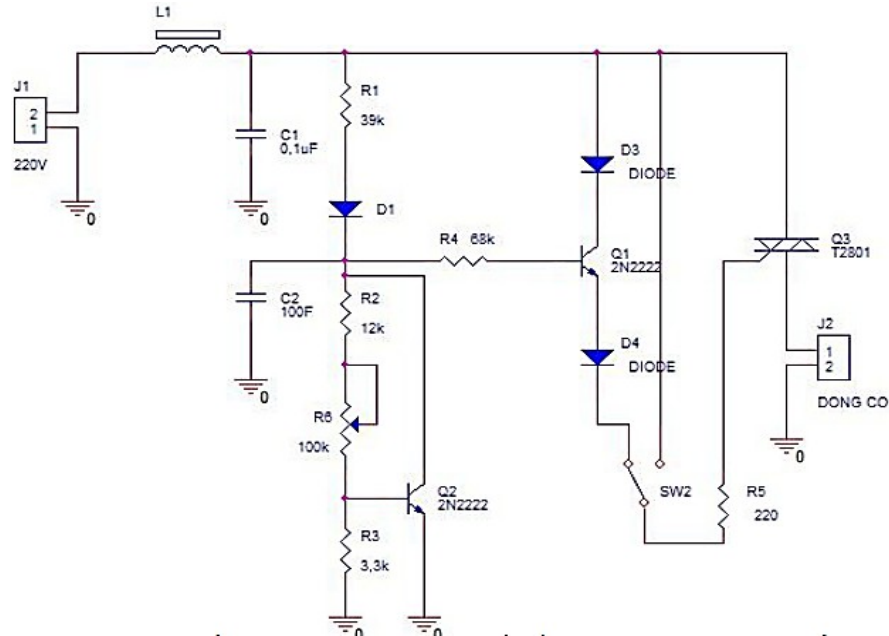 L1
J1
2
1
220V
0
C1
0,1uF
0
R1
39k
D1
D3
DIODE
R4 68k
Q1
2N2222
Q3
T2801
C2
100F
0
R2
12k
D4
DIODE
J2
1
2
DONG CO
0
R6
100k
Q2
2N2222
SW2
R5
220
R3
3,3k
0
0